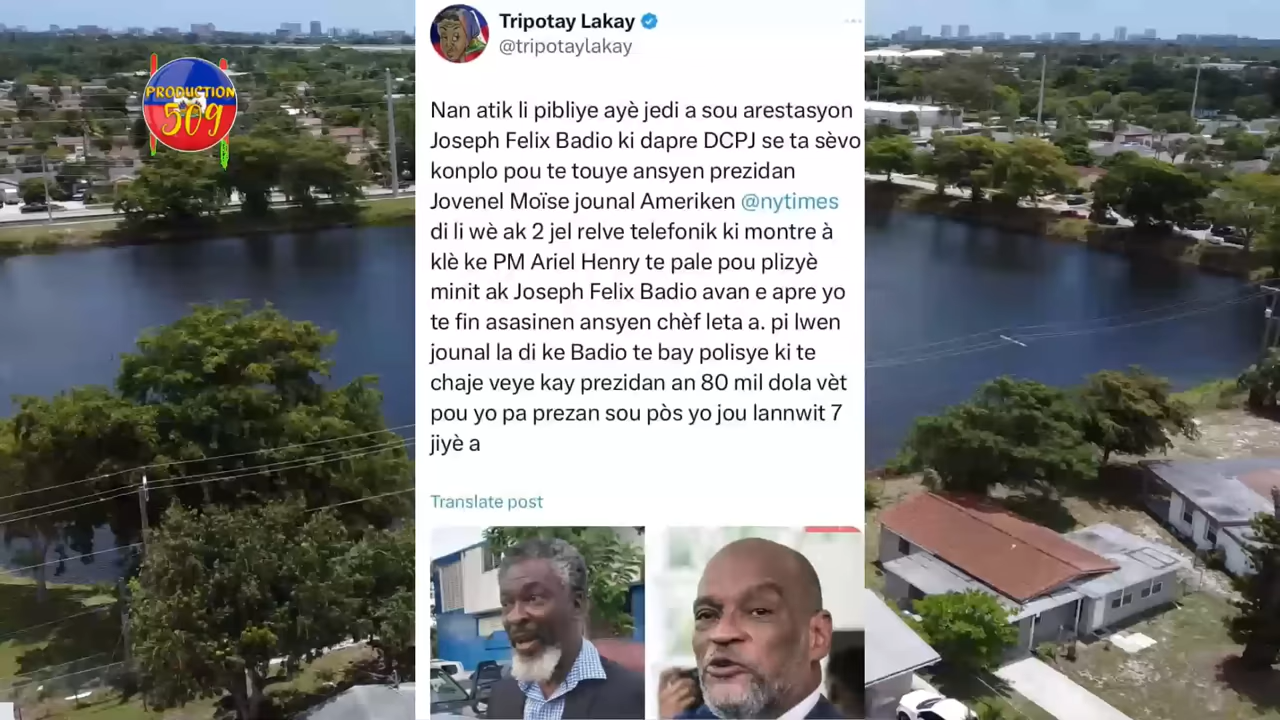 PRODUCTION
509
Tripotay Lakay
@tripotaylakay
Nan atik li pibliye ayè jedi a sou arestasyon
Joseph Felix Badio ki dapre DCPJ se ta sèvo
konplo pou te touye ansyen prezidan
Jovenel Moïse jounal Ameriken @nytimes
di li wè ak 2 jel relve telefonik ki montre à
klè ke PM Ariel Henry te pale pou plizyè
minit ak Joseph Felix Badio avan e apre yo
te fin asasinen ansyen chèf leta a. pi lwen
jounal la di ke Badio te bay polisye ki te
chaje veye kay prezidan an 80 mil dola vèt
pou yo pa prezan sou pòs yo jou lannwit 7
jiyè a
Translate post